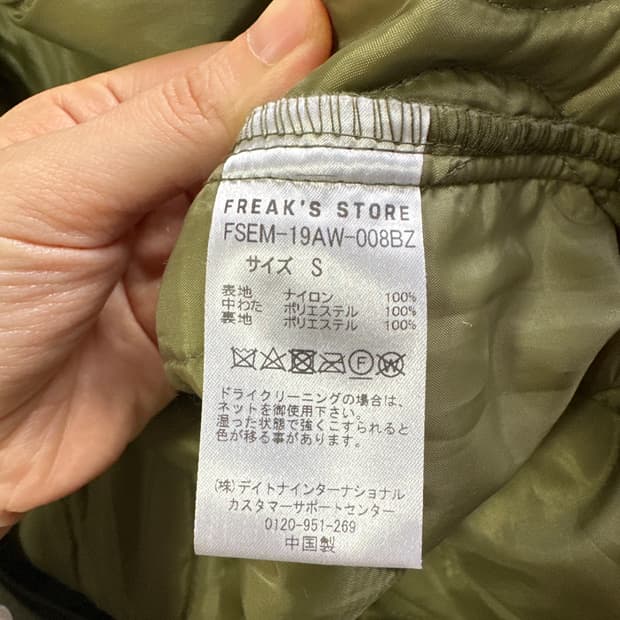 FREAK'S STORE
FSEM-19AW-008BZ
サイズ S
表地 ナイロン 100%
中わた ポリエステル 100%
裏地 ポリエステル 100%
F W
ドライクリーニングの場合は、
ネットを御使用下さい。
湿った状態で強くこすられると
色が移る事があります。
(株)デイトナインターナショナル
カスタマーサポートセンター
0120-951-269
中国製